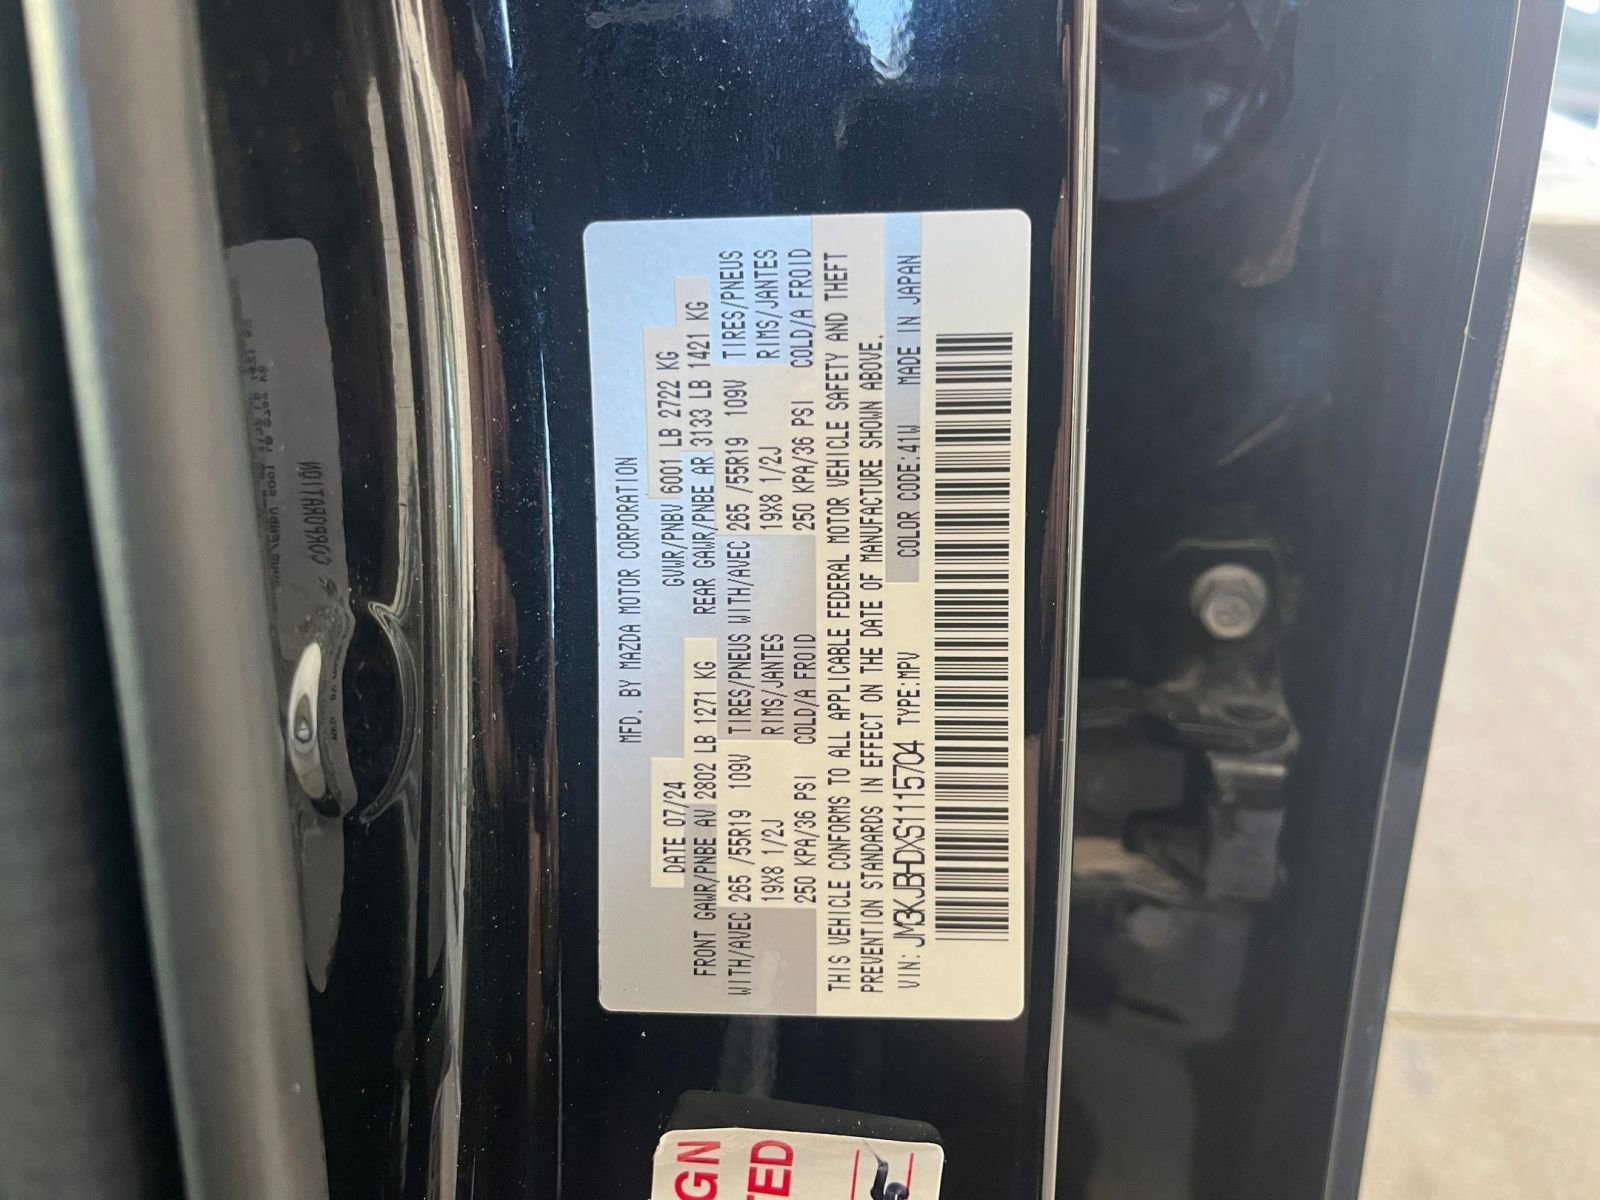 MFD. BY MAZDA MOTOR CORPORATION
DATE 07/24 GVWR/PNBV 6001 LB 2722 KG
FRONT GAWR/PNBE AV 2802 LB 1271 KG REAR GAWR/PNBE AR 3133 LB 1421 KG
WITH/AVEC 265 /55R19 109V TIRES/PNEUS WITH/AVEC 265 /55R19 109V TIRES/PNEUS
19X8 1/2J RIMS/JANTES 19X8 1/2J RIMS/JANTES
250 KPA/36 PSI COLD/A FROID 250 KPA/36 PSI COLD/A FROID
THIS VEHICLE CONFORMS TO ALL APPLICABLE FEDERAL MOTOR VEHICLE SAFETY AND THEFT
PREVENTION STANDARDS IN EFFECT ON THE DATE OF MANUFACTURE SHOWN ABOVE.
VIN: JM3KJBHDXS1115704 TYPE:MPV COLOR CODE:41W MADE IN JAPAN
CORPORATION